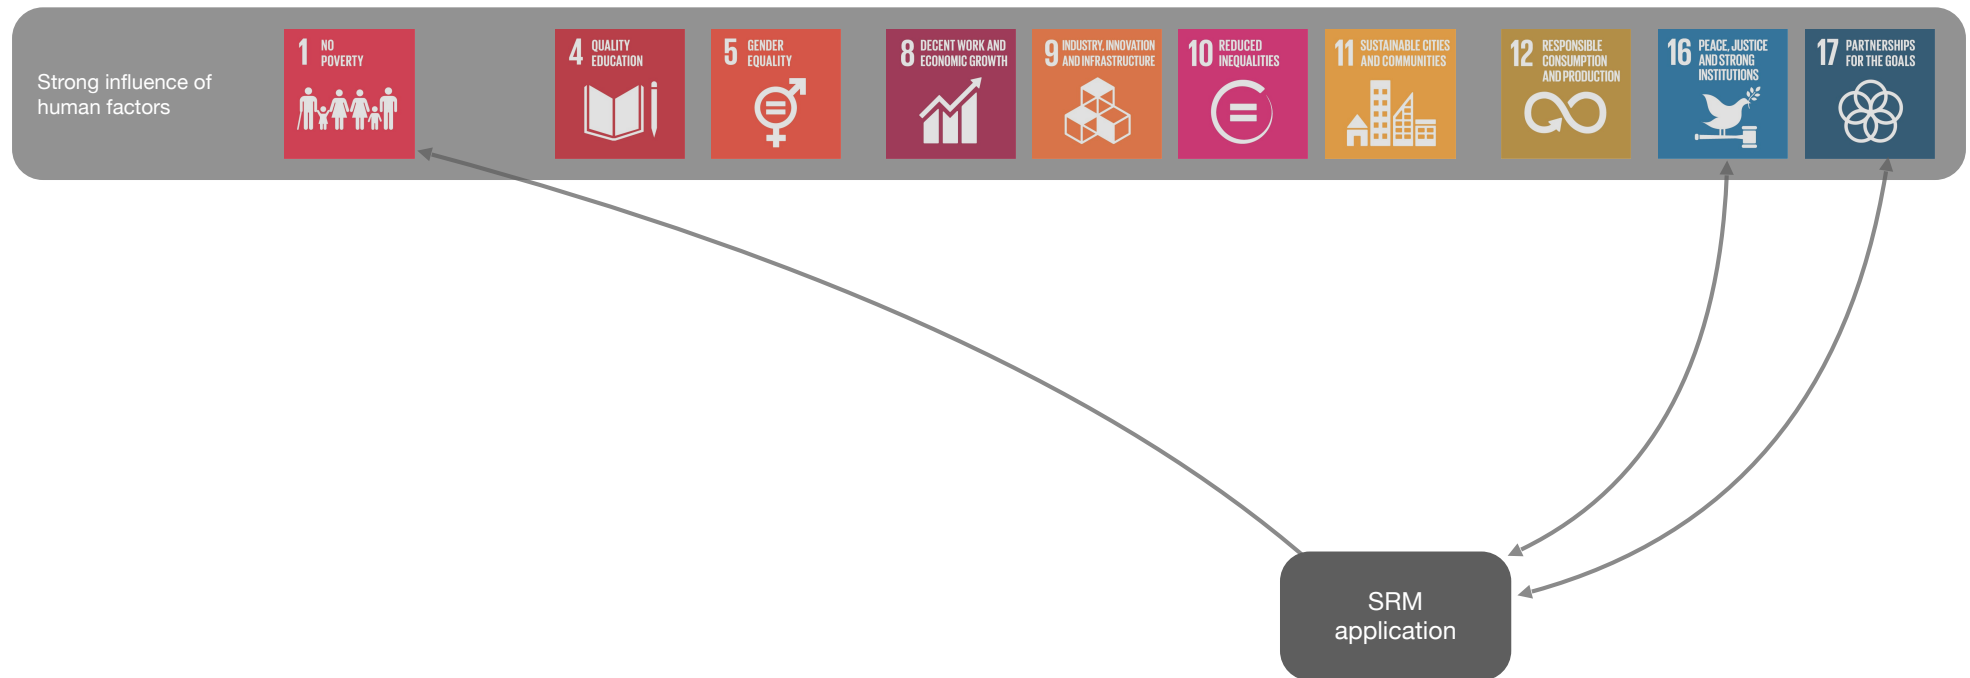 Strong influence of
human factors
1 NO
POVERTY
4 QUALITY
EDUCATION
5 GENDER
EQUALITY
8 DECENT WORK AND
ECONOMIC GROWTH
9 INDUSTRY, INNOVATION
AND INFRASTRUCTURE
10 REDUCED
INEQUALITIES
11 SUSTAINABLE CITIES
AND COMMUNITIES
12 RESPONSIBLE
CONSUMPTION
AND PRODUCTION
16 PEACE, JUSTICE
AND STRONG
INSTITUTIONS
17 PARTNERSHIPS
FOR THE GOALS
SRM
application